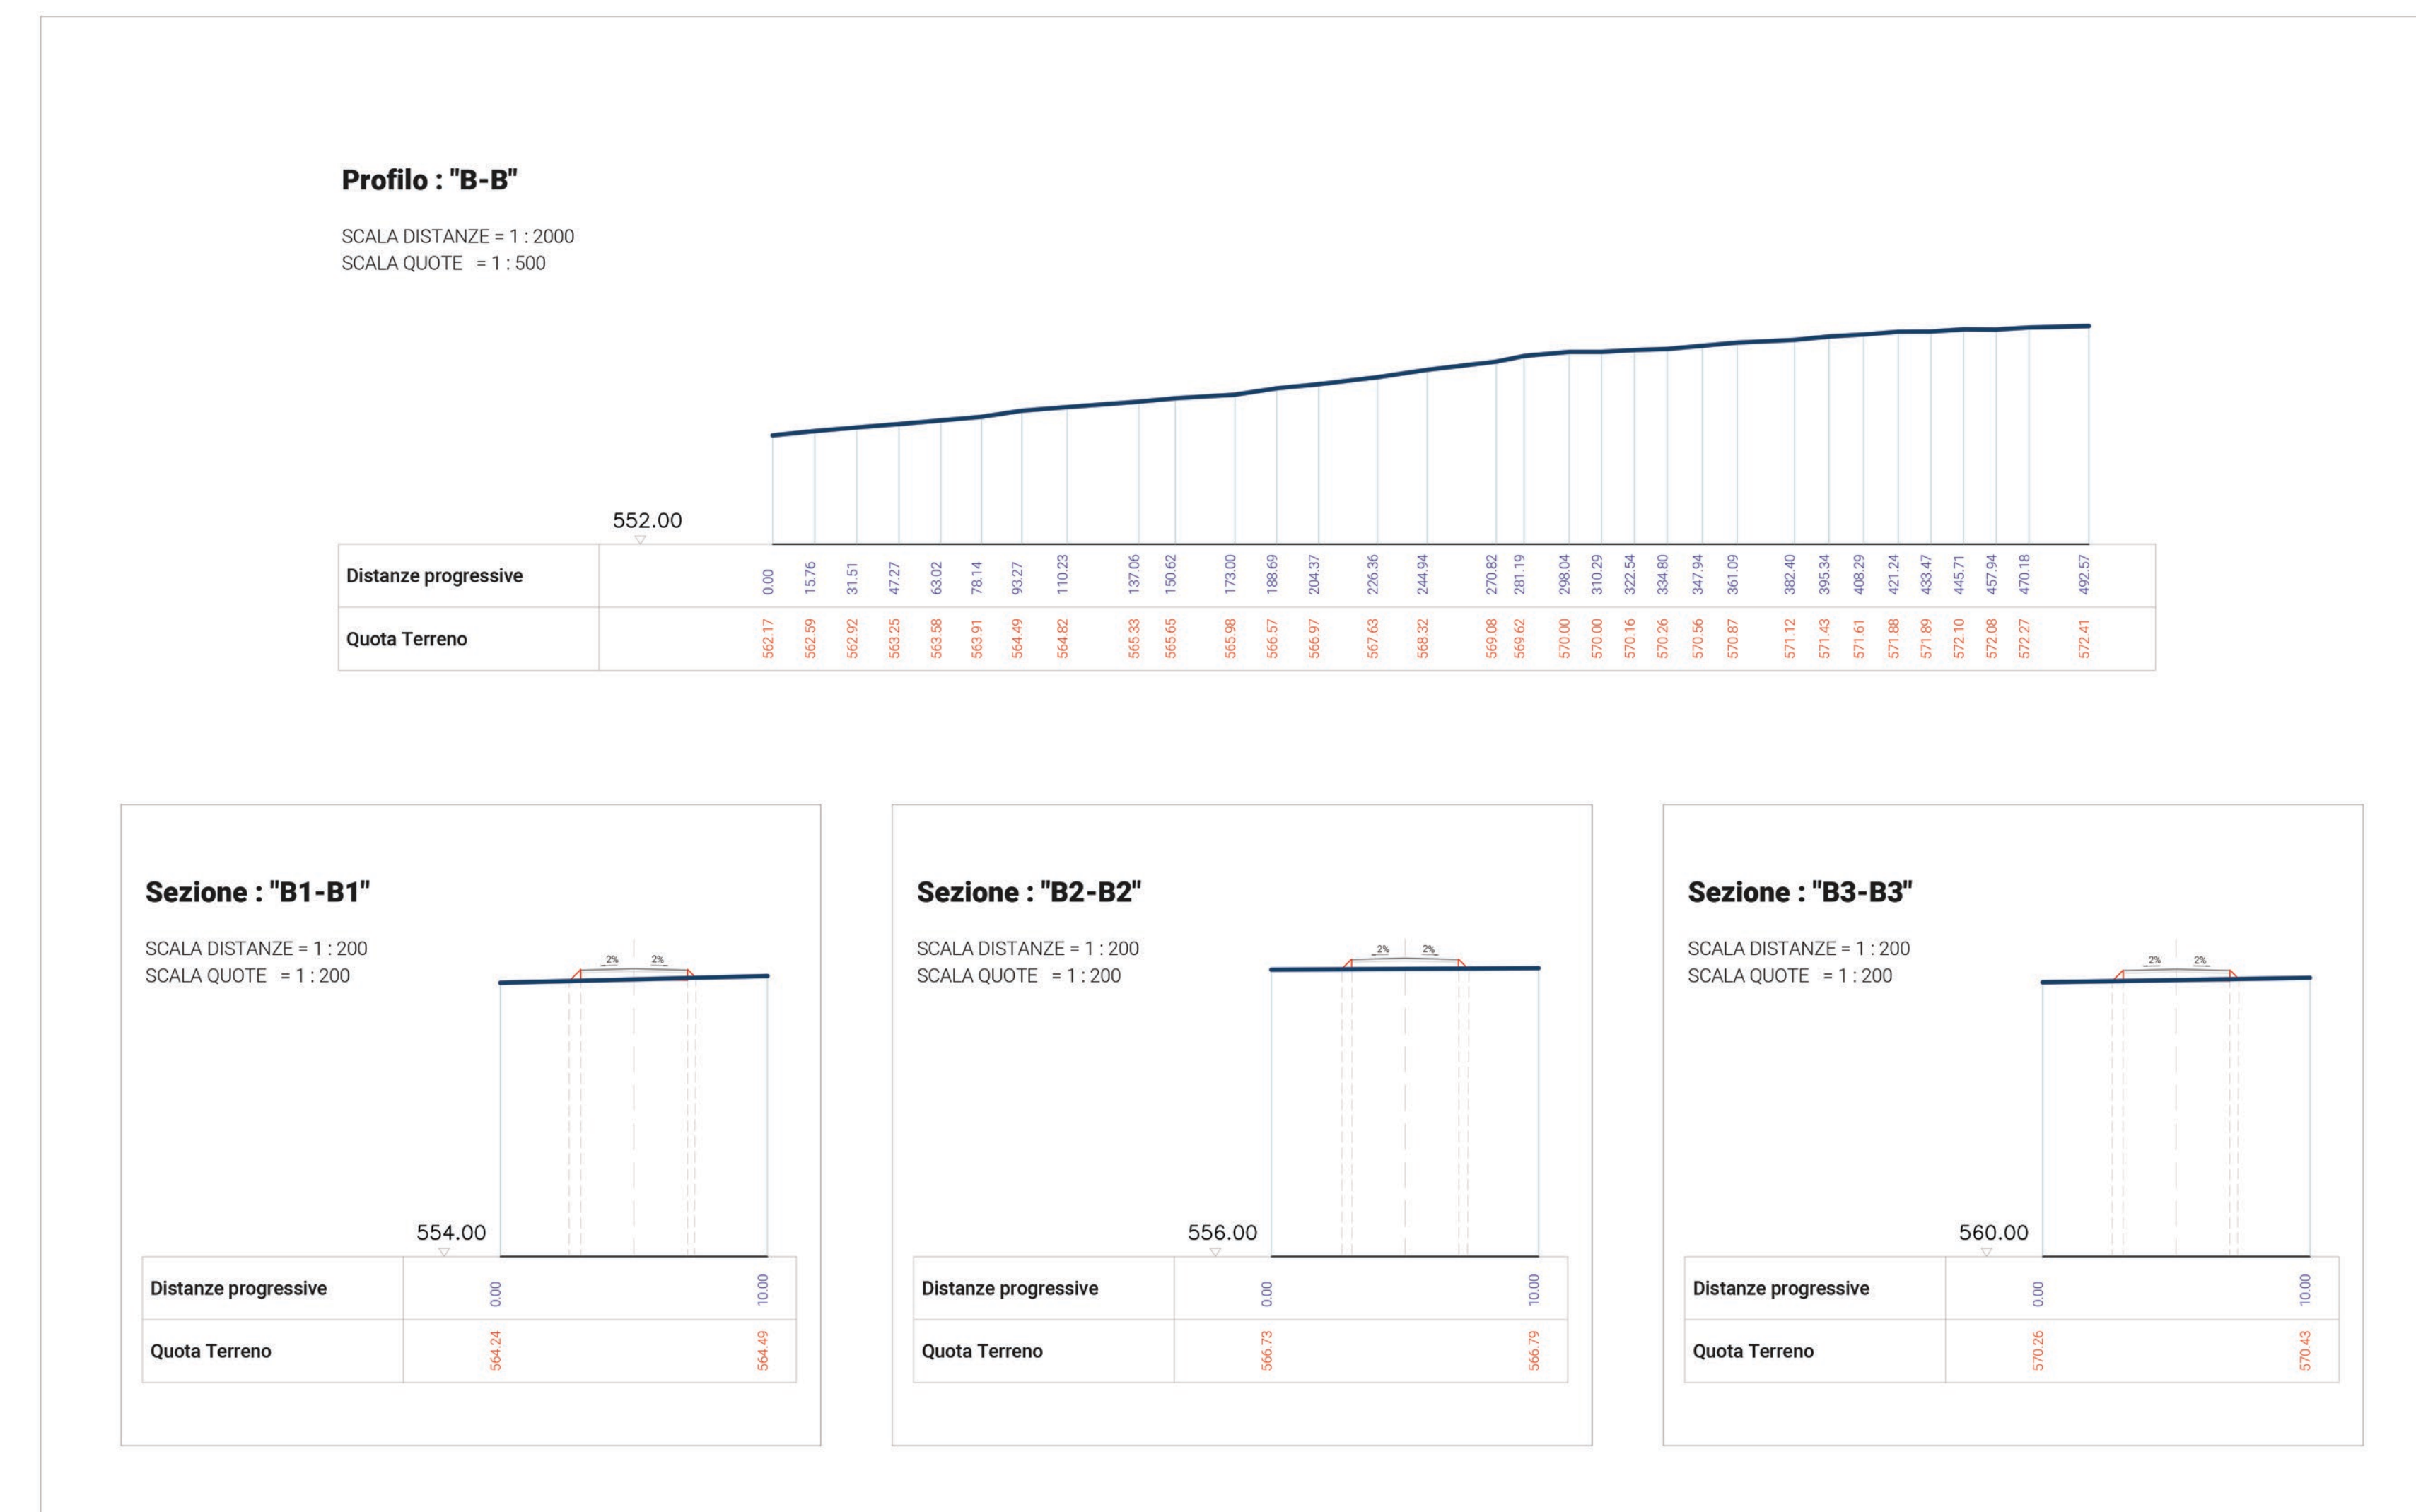 Profilo : "B-B"
SCALA DISTANZE = 1 : 2000
SCALA QUOTE = 1 : 500
552.00
Distanze progressive 0.00 15.76 31.51 47.27 63.02 78.14 93.27 110.23 137.06 150.62 173.00 188.69 204.37 226.36 244.94 270.82 281.19 298.04 310.29 322.54 334.80 347.94 361.09 382.40 395.34 408.29 421.24 433.47 445.71 457.94 470.18 492.57
Quota Terreno 562.17 562.59 562.92 563.25 563.58 563.91 564.49 564.82 565.33 565.65 565.98 566.57 566.97 567.63 568.32 569.08 569.62 570.00 570.00 570.16 570.26 570.56 570.87 571.12 571.43 571.61 571.88 571.89 572.10 572.08 572.27 572.41
Sezione : "B1-B1"
SCALA DISTANZE = 1 : 200
SCALA QUOTE = 1 : 200
2% 2%
554.00
Distanze progressive 0.00 10.00
Quota Terreno 564.24 564.49
Sezione : "B2-B2"
SCALA DISTANZE = 1 : 200
SCALA QUOTE = 1 : 200
2% 2%
556.00
Distanze progressive 0.00 10.00
Quota Terreno 566.73 566.79
Sezione : "B3-B3"
SCALA DISTANZE = 1 : 200
SCALA QUOTE = 1 : 200
2% 2%
560.00
Distanze progressive 0.00 10.00
Quota Terreno 570.26 570.43